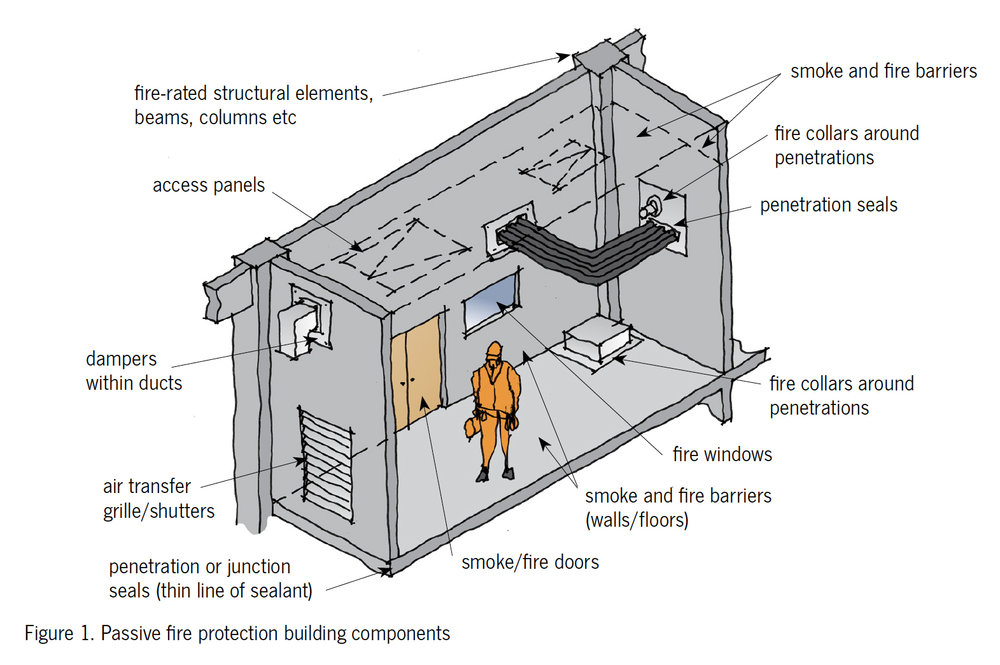 fire-rated structural elements,
beams, columns etc
smoke and fire barriers
fire collars around
penetrations
access panels
penetration seals
dampers
within ducts
fire collars around
penetrations
fire windows
air transfer
grille/shutters
smoke and fire barriers
(walls/floors)
smoke/fire doors
penetration or junction
seals (thin line of sealant)
Figure 1. Passive fire protection building components